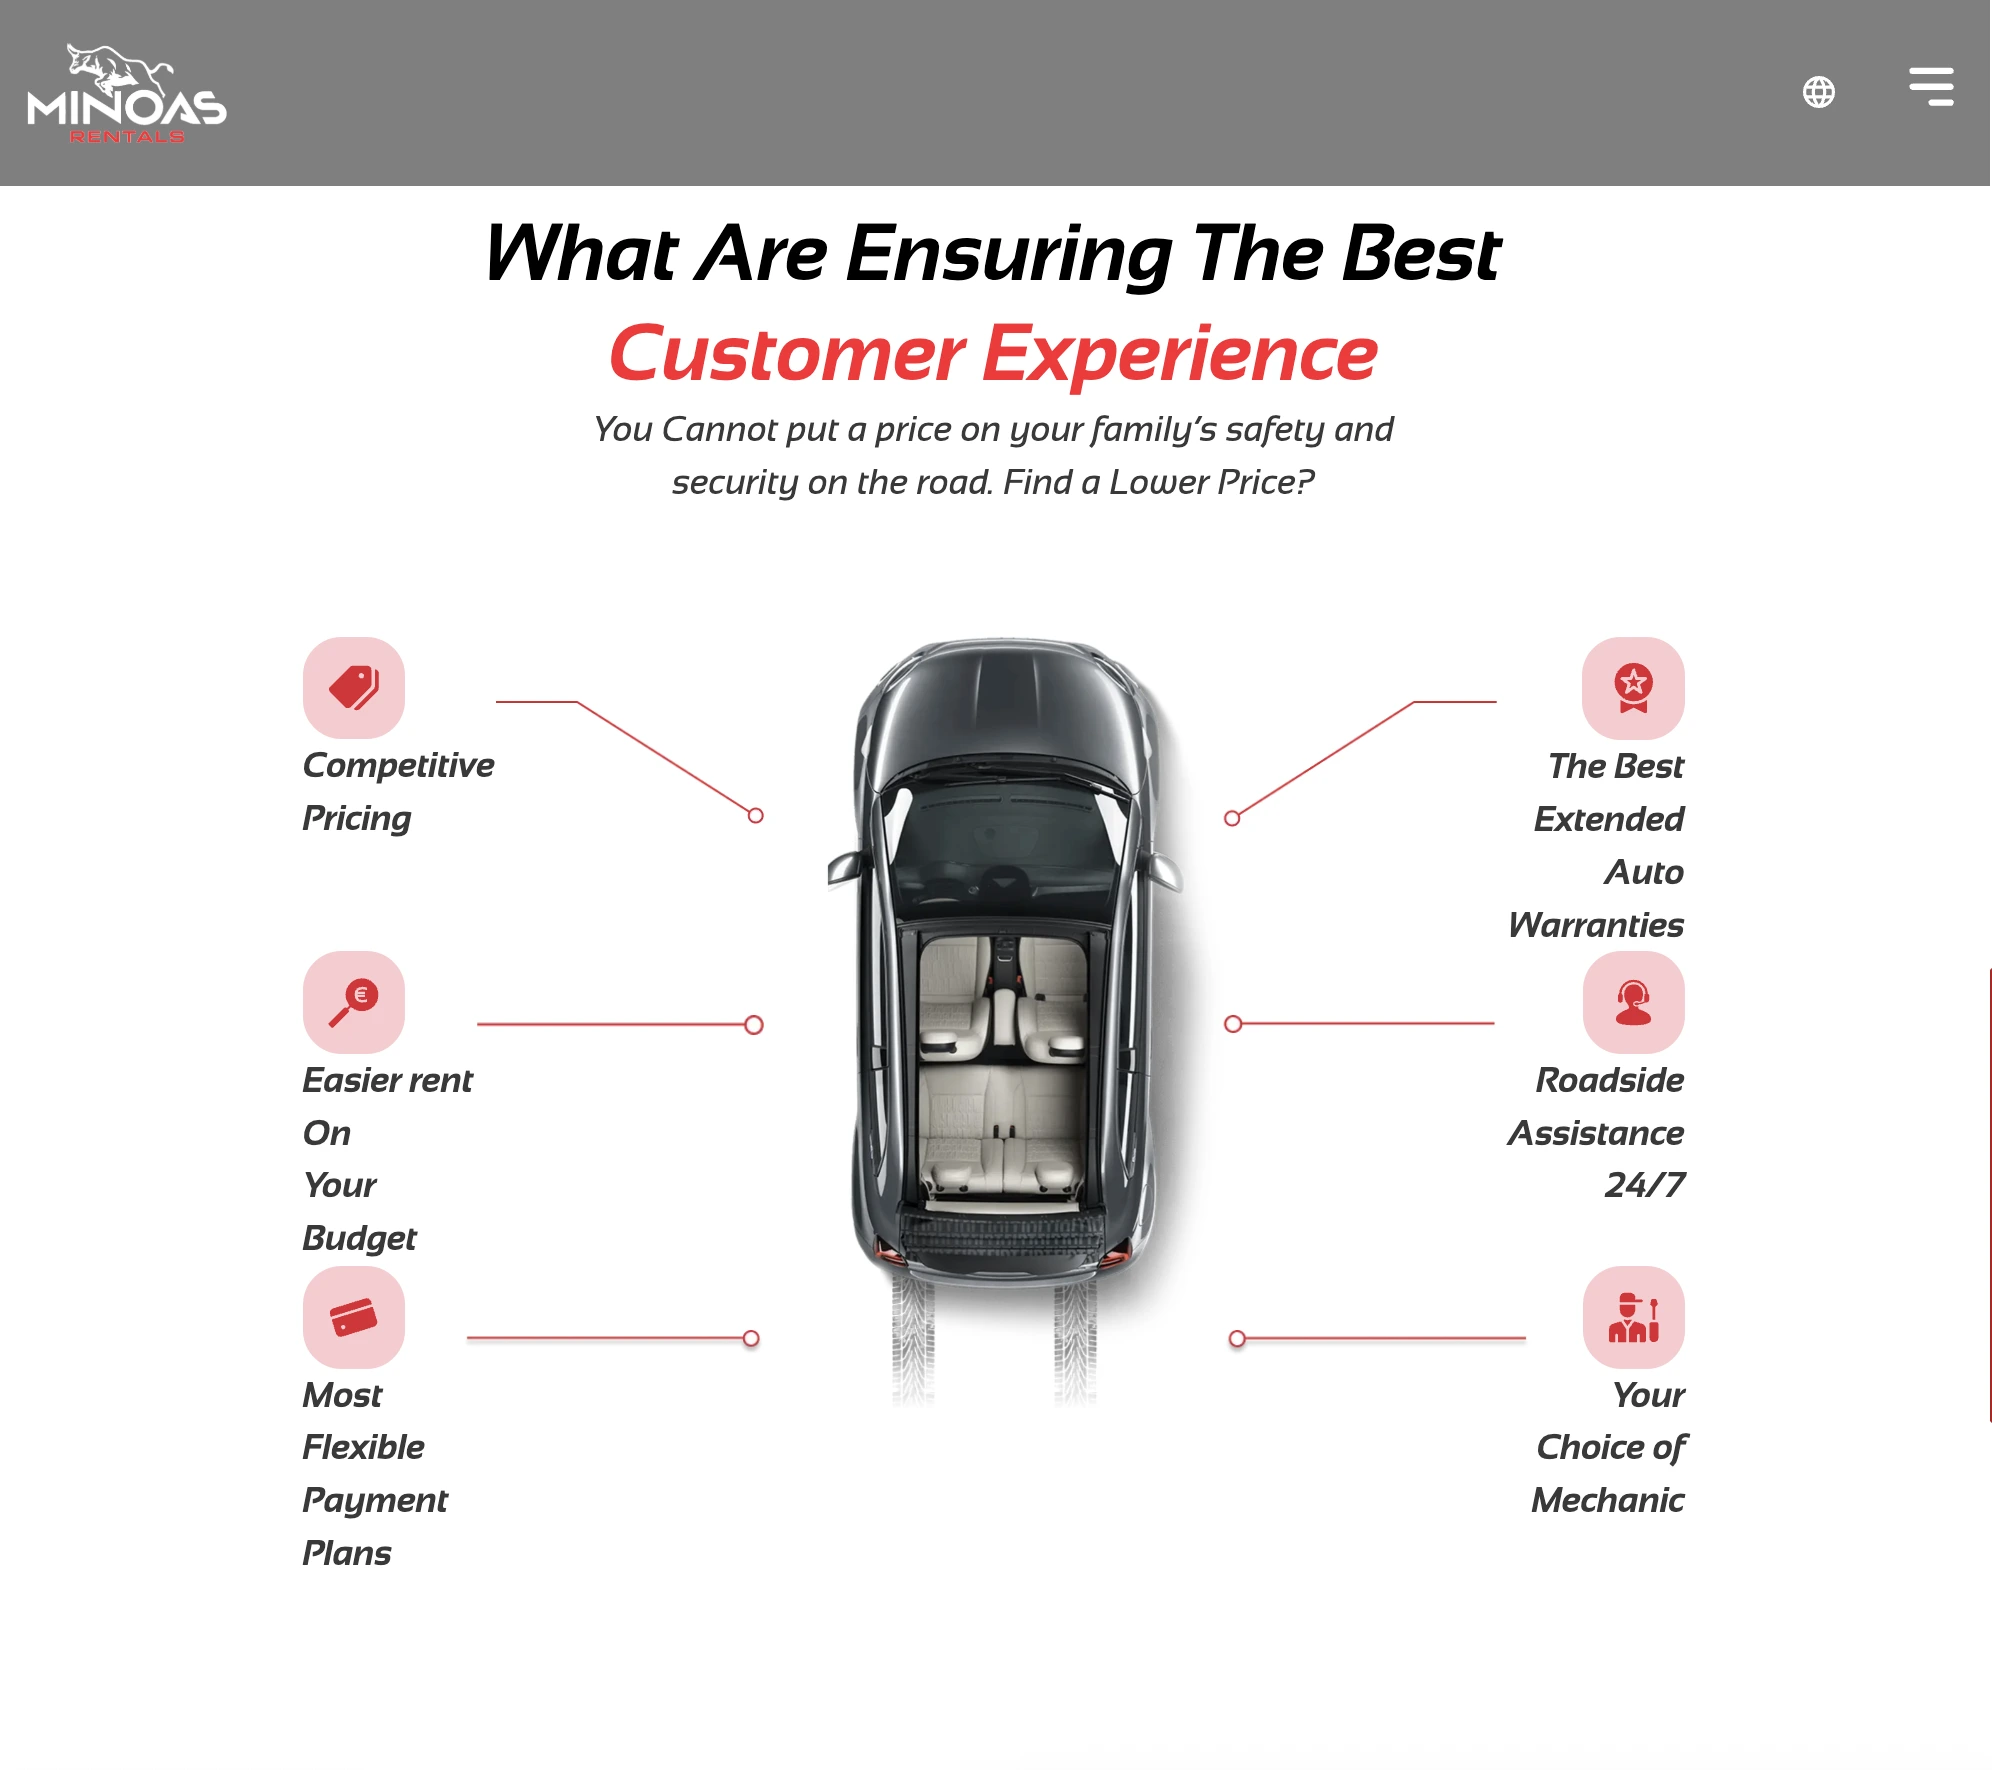 MINOAS
RENTALS
What Are Ensuring The Best
Customer Experience
You Cannot put a price on your family's safety and
security on the road. Find a Lower Price?
Competitive
Pricing
Easier rent
On
Your
Budget
Most
Flexible
Payment
Plans
The Best
Extended
Auto
Warranties
Roadside
Assistance
24/7
Your
Choice of
Mechanic